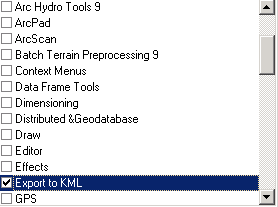 Arc Hydro Tools 9
ArcPad
ArcScan
Batch Terrain Preprocessing 9
Context Menus
Data Frame Tools
Dimensioning
Distributed &Geodatabase
Draw
Editor
Effects
Export to KML
GPS